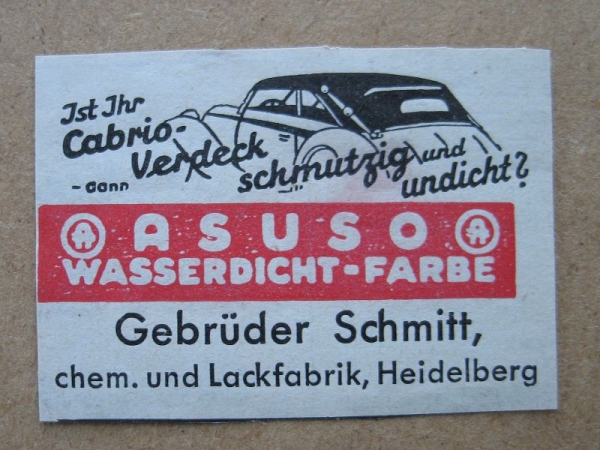 Ist Ihr
Cabrio-
Verdeck
schmutzig und
undicht?
- dann
A ASUSO A
WASSERDICHT-FARBE
Gebrüder Schmitt,
chem. und Lackfabrik, Heidelberg